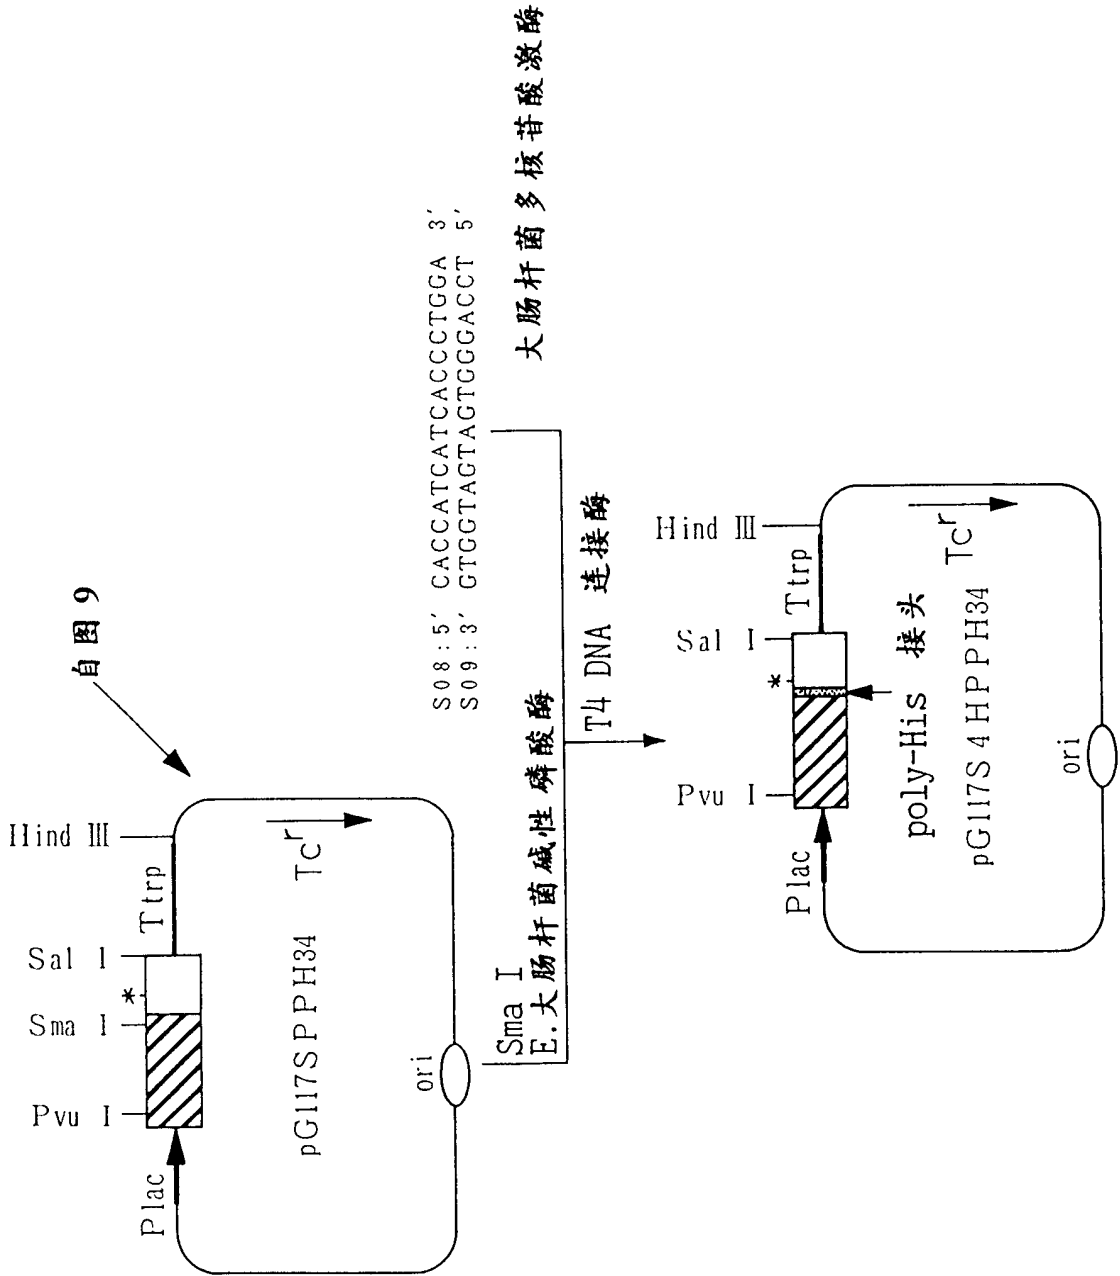 自图 9
Plac
Pvu I
Sma I
*
Sal I
Ttrp
Hind III
pG117SPPH34
Tc r
ori
S08:5′ CACCATCATCACCCTGGA 3′
S09:3′ GTGGTAGTAGTGGGACCT 5′
Sma I
E.大肠杆菌碱性磷酸酶
大肠杆菌多核苷酸激酶
T4 DNA 连接酶
Plac
Pvu I
*
Sal I
Ttrp
Hind III
poly-His 接头
pG117S4HPPH34
Tc r
ori